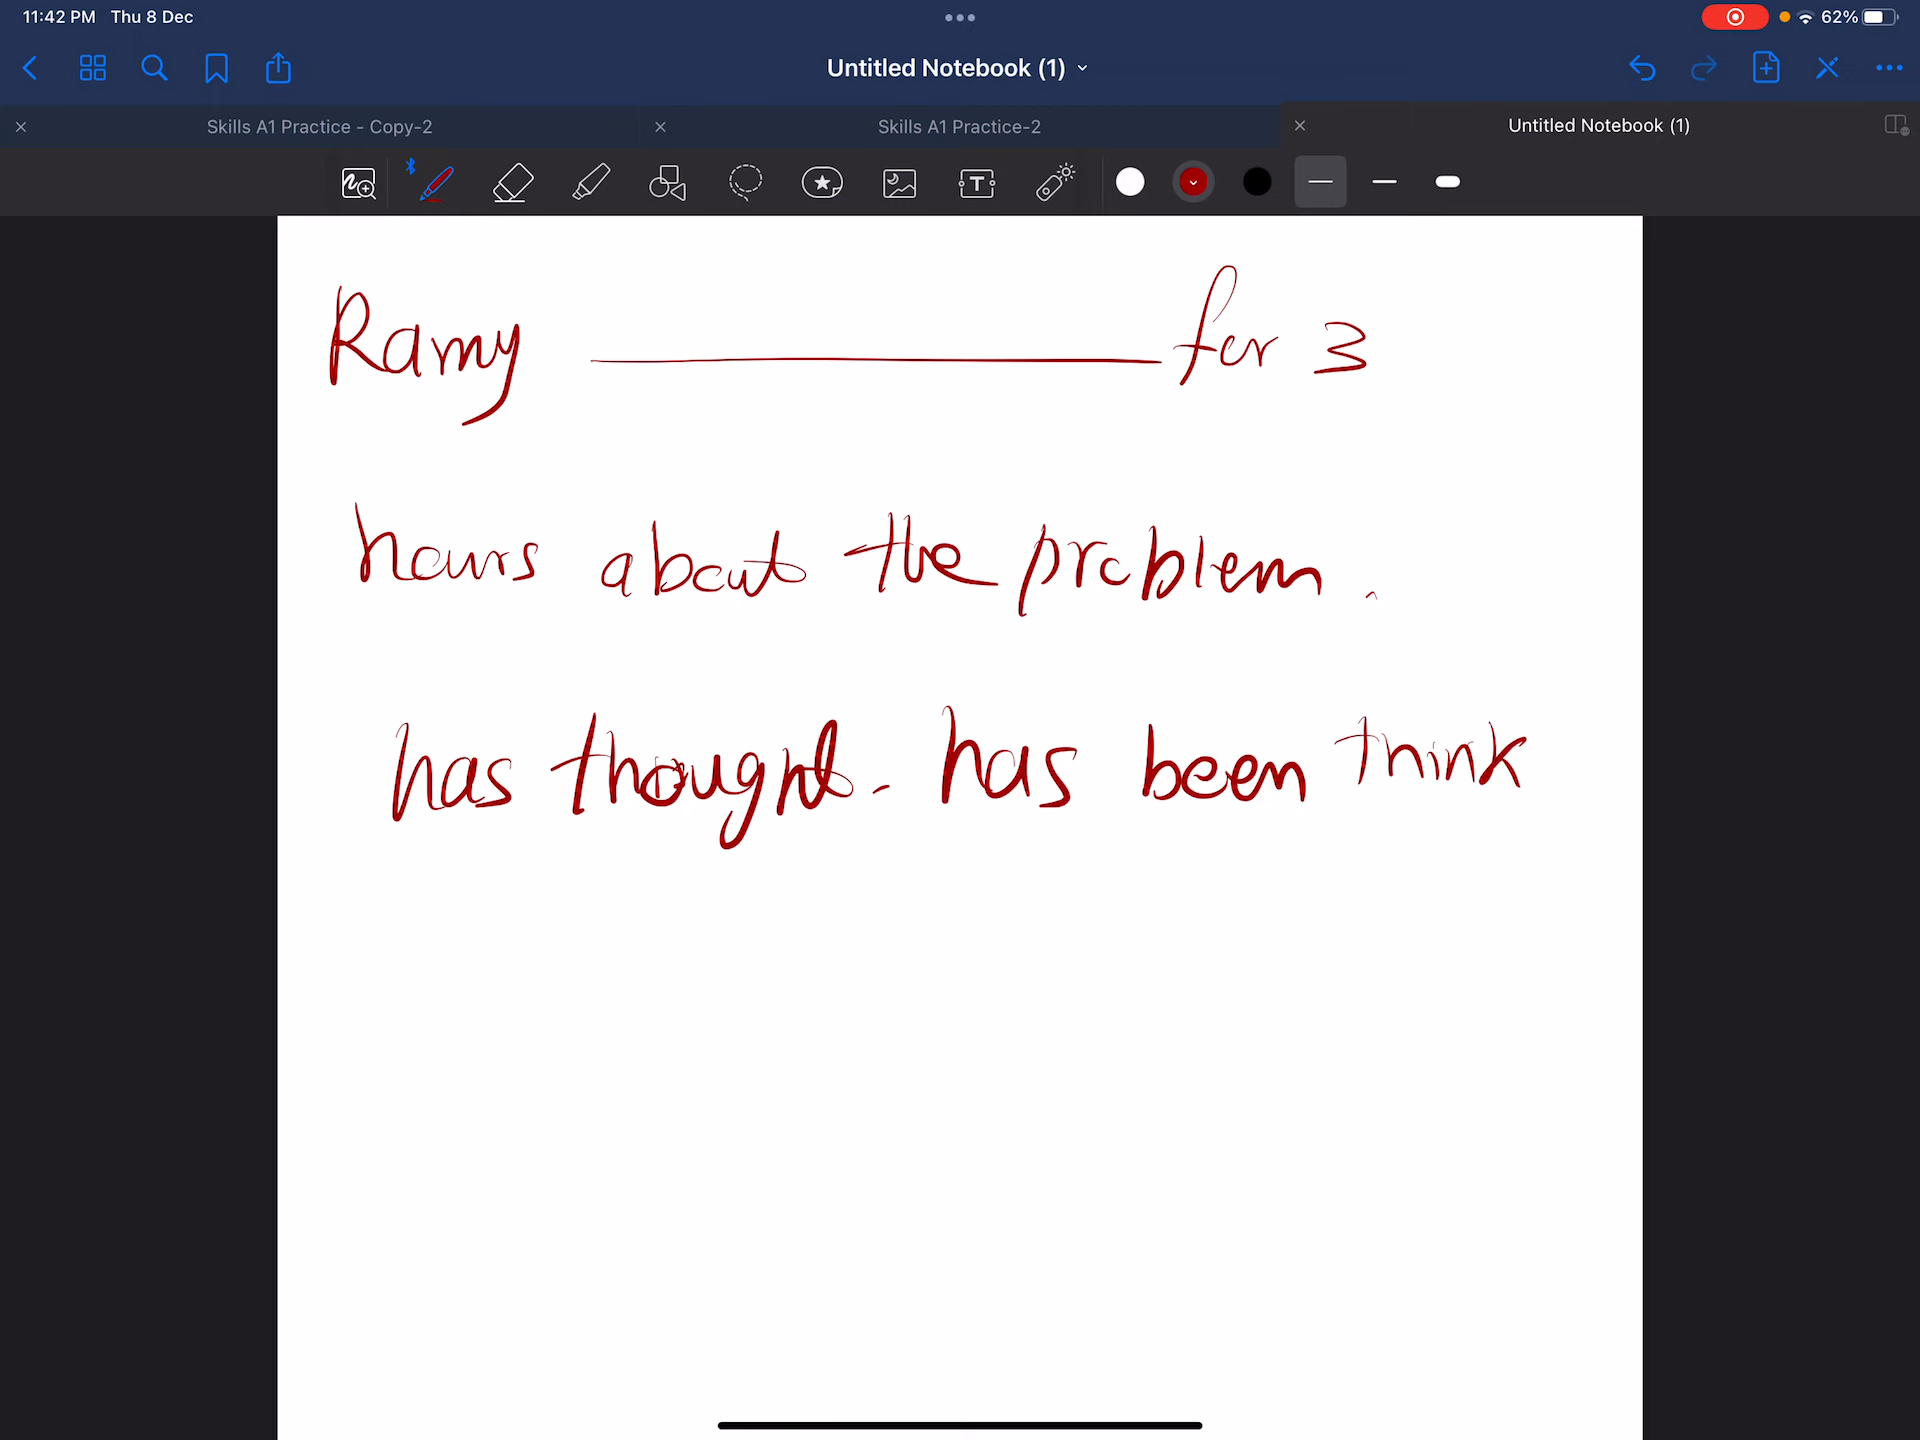 11:42 PM Thu 8 Dec
62%
Untitled Notebook (1)
Skills A1 Practice - Copy-2
Skills A1 Practice-2
Untitled Notebook (1)
Ramy ________ for 3
hours about the problem.
has thought - has been think